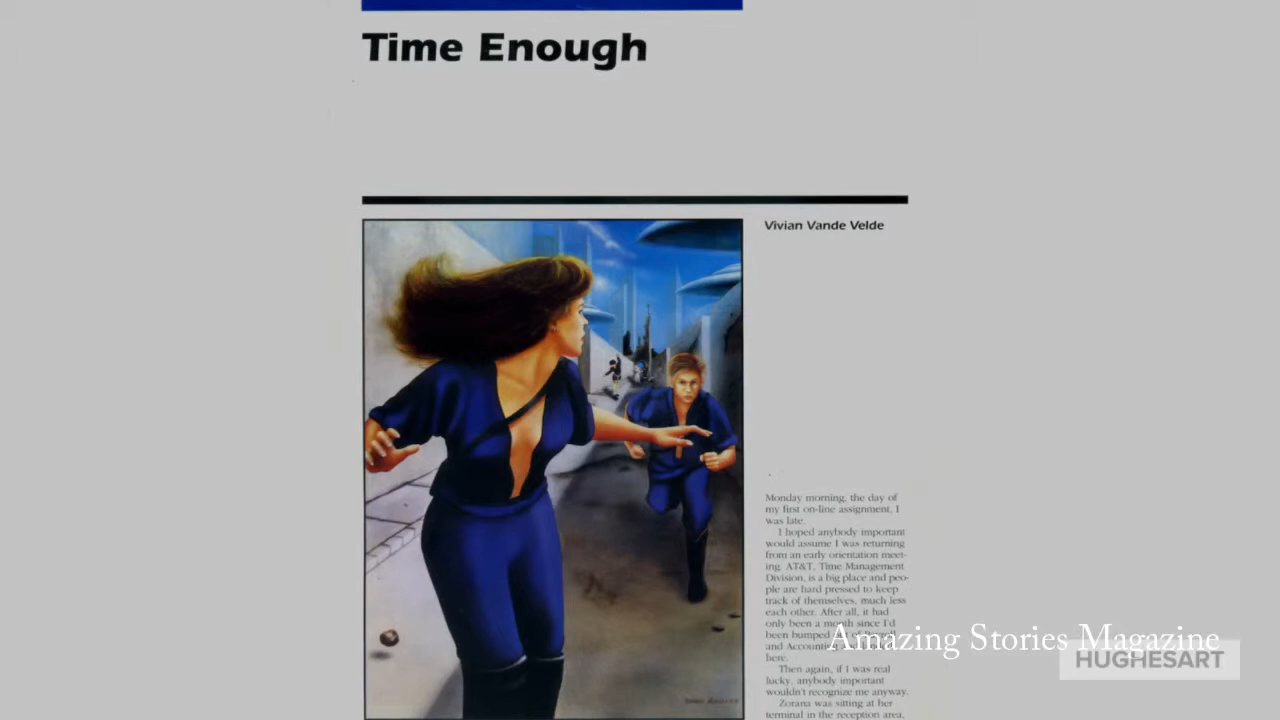 Time Enough
Vivian Vande Velde
Monday morning, the day of
my first on-line assignment, I
was late.
I hoped anybody important
would assume I was returning
from an early orientation meet-
ing. AT&T, Time Management
Division, is a big place and peo-
ple are hard pressed to keep
track of themselves, much less
each other. After all, it had
only been a month since I'd
been bumped
and Accounting
here.
Then again, if I was real
lucky, anybody important
wouldn't recognize me anyway.
Zorana was sitting at her
terminal in the reception area,
Amazing Stories Magazine
HUGHESART